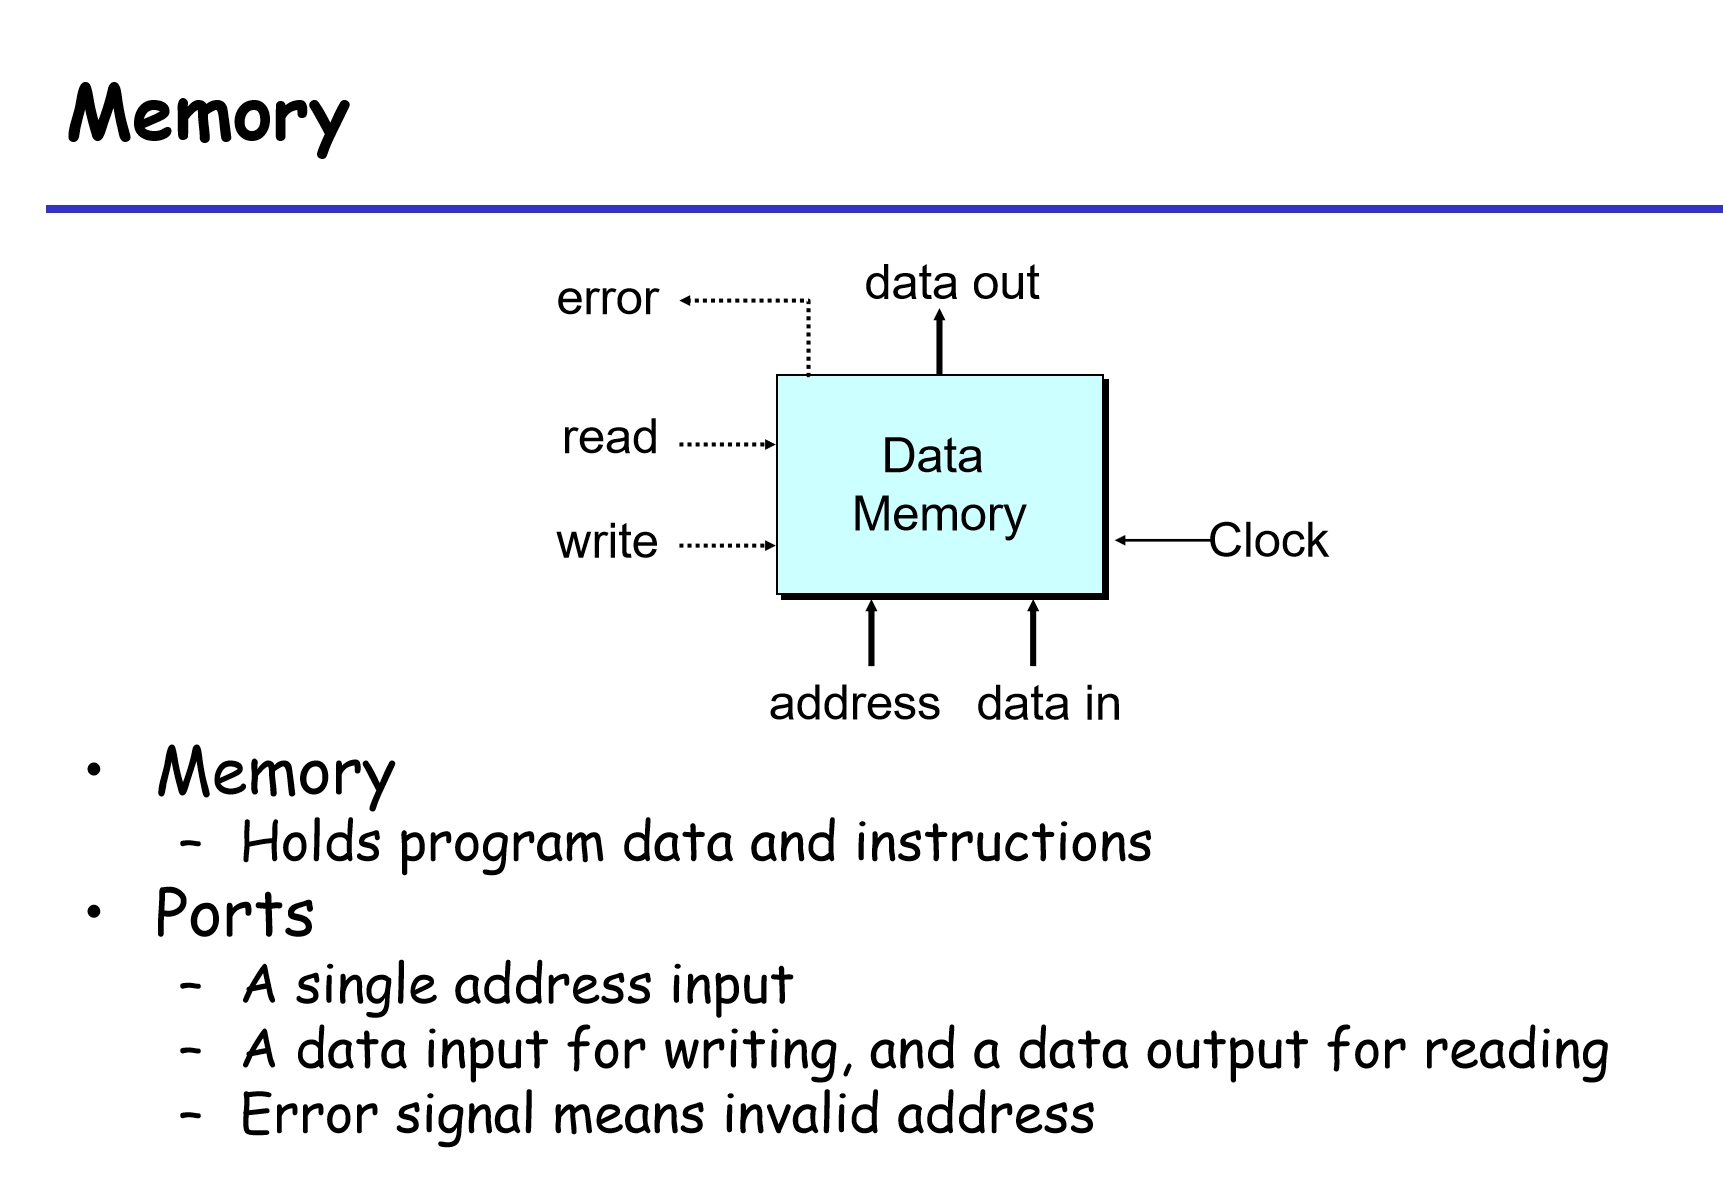 Memory
error
data out
read
Data
Memory
write
Clock
address
data in
• Memory
– Holds program data and instructions
• Ports
– A single address input
– A data input for writing, and a data output for reading
– Error signal means invalid address